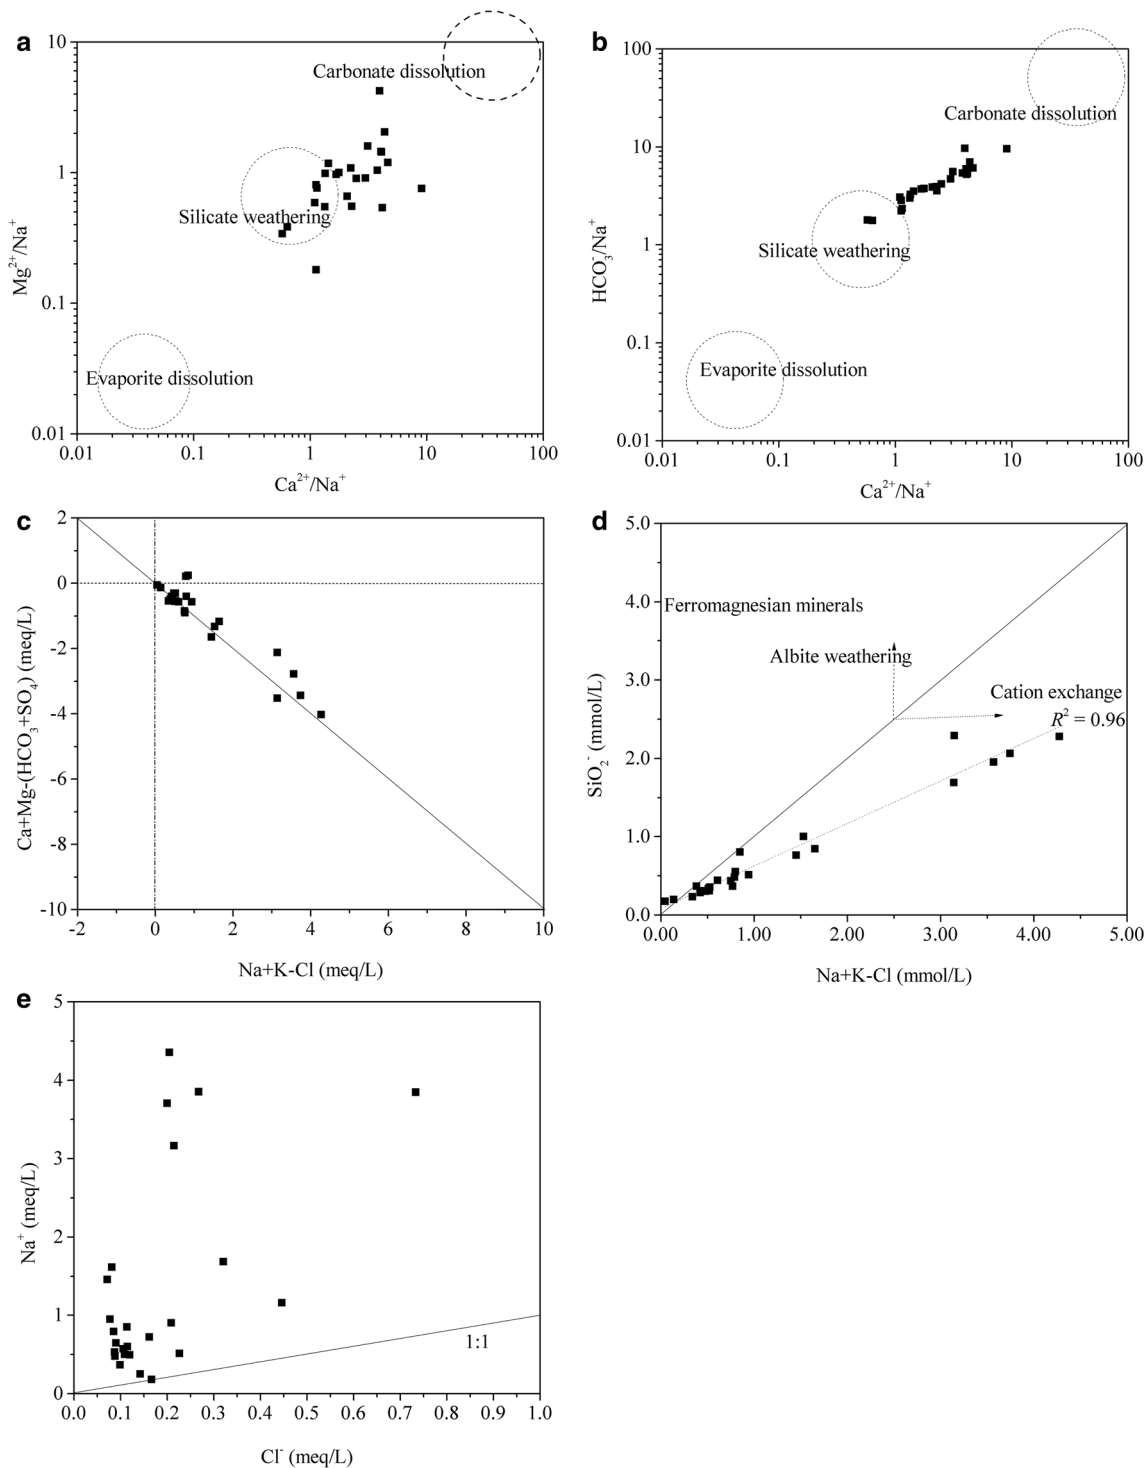 a
10
1
0.1
0.01
0.01
0.1
1
10
100
Mg²⁺/Na⁺
Ca²⁺/Na⁺
Carbonate dissolution
Silicate weathering
Evaporite dissolution
b
100
10
1
0.1
0.01
0.01
0.1
1
10
100
HCO₃⁻/Na⁺
Ca²⁺/Na⁺
Carbonate dissolution
Silicate weathering
Evaporite dissolution
c
2
0
-2
-4
-6
-8
-10
-2
0
2
4
6
8
10
Ca+Mg-(HCO₃+SO₄) (meq/L)
Na+K-Cl (meq/L)
d
5.0
4.0
3.0
2.0
1.0
0.0
0.00
1.00
2.00
3.00
4.00
5.00
SiO₂⁻ (mmol/L)
Na+K-Cl (mmol/L)
Ferromagnesian minerals
Albite weathering
Cation exchange
R² = 0.96
e
5
4
3
2
1
0
0.0
0.1
0.2
0.3
0.4
0.5
0.6
0.7
0.8
0.9
1.0
Na⁺ (meq/L)
Cl⁻ (meq/L)
1:1